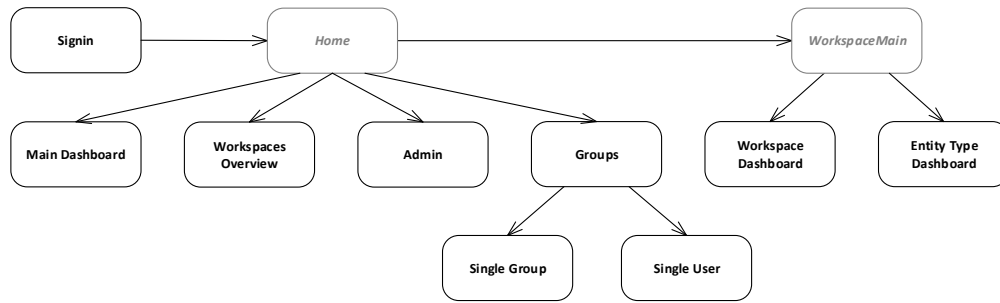 Signin
Home
WorkspaceMain
Main Dashboard
Workspaces
Overview
Admin
Groups
Workspace
Dashboard
Entity Type
Dashboard
Single Group
Single User